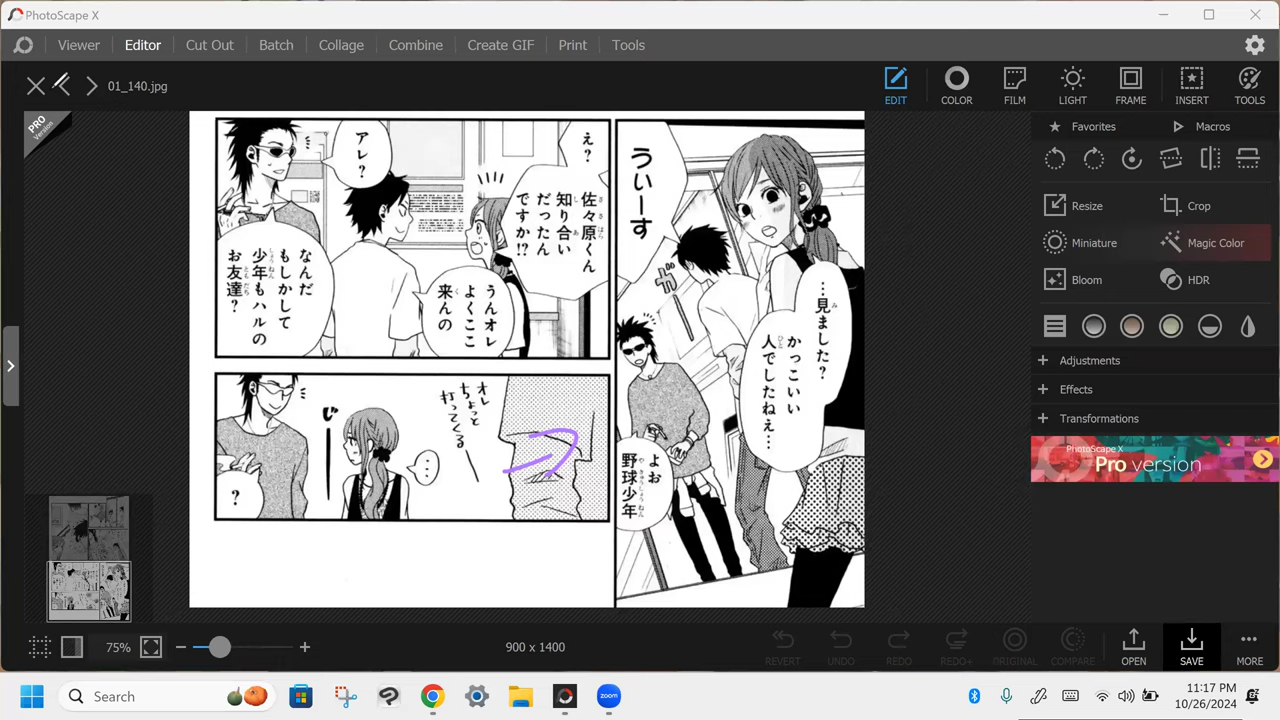 PhotoScape X
Viewer
Editor
Cut Out
Batch
Collage
Combine
Create GIF
Print
Tools
01_140.jpg
EDIT
COLOR
FILM
LIGHT
FRAME
INSERT
TOOLS
PRO
Version
Favorites
Macros
Resize
Crop
Miniature
Magic Color
Bloom
HDR
Adjustments
Effects
Transformations
PhotoScape X
Pro version
ういーす
…見ました?
かっこいい
人でしたねえ…
ガー
よお
野球少年
え?
佐々原くん
知り合い
だったん
ですか!?
うんオレ
よくここ
来んの
アレ?
なんだ
もしかして
少年もハルの
お友達?
オレ
ちょっと
打ってくる
…
じー
?
75%
900 x 1400
REVERT
UNDO
REDO
REDO+
ORIGINAL
COMPARE
OPEN
SAVE
MORE
Search
zoom
11:17 PM
10/26/2024